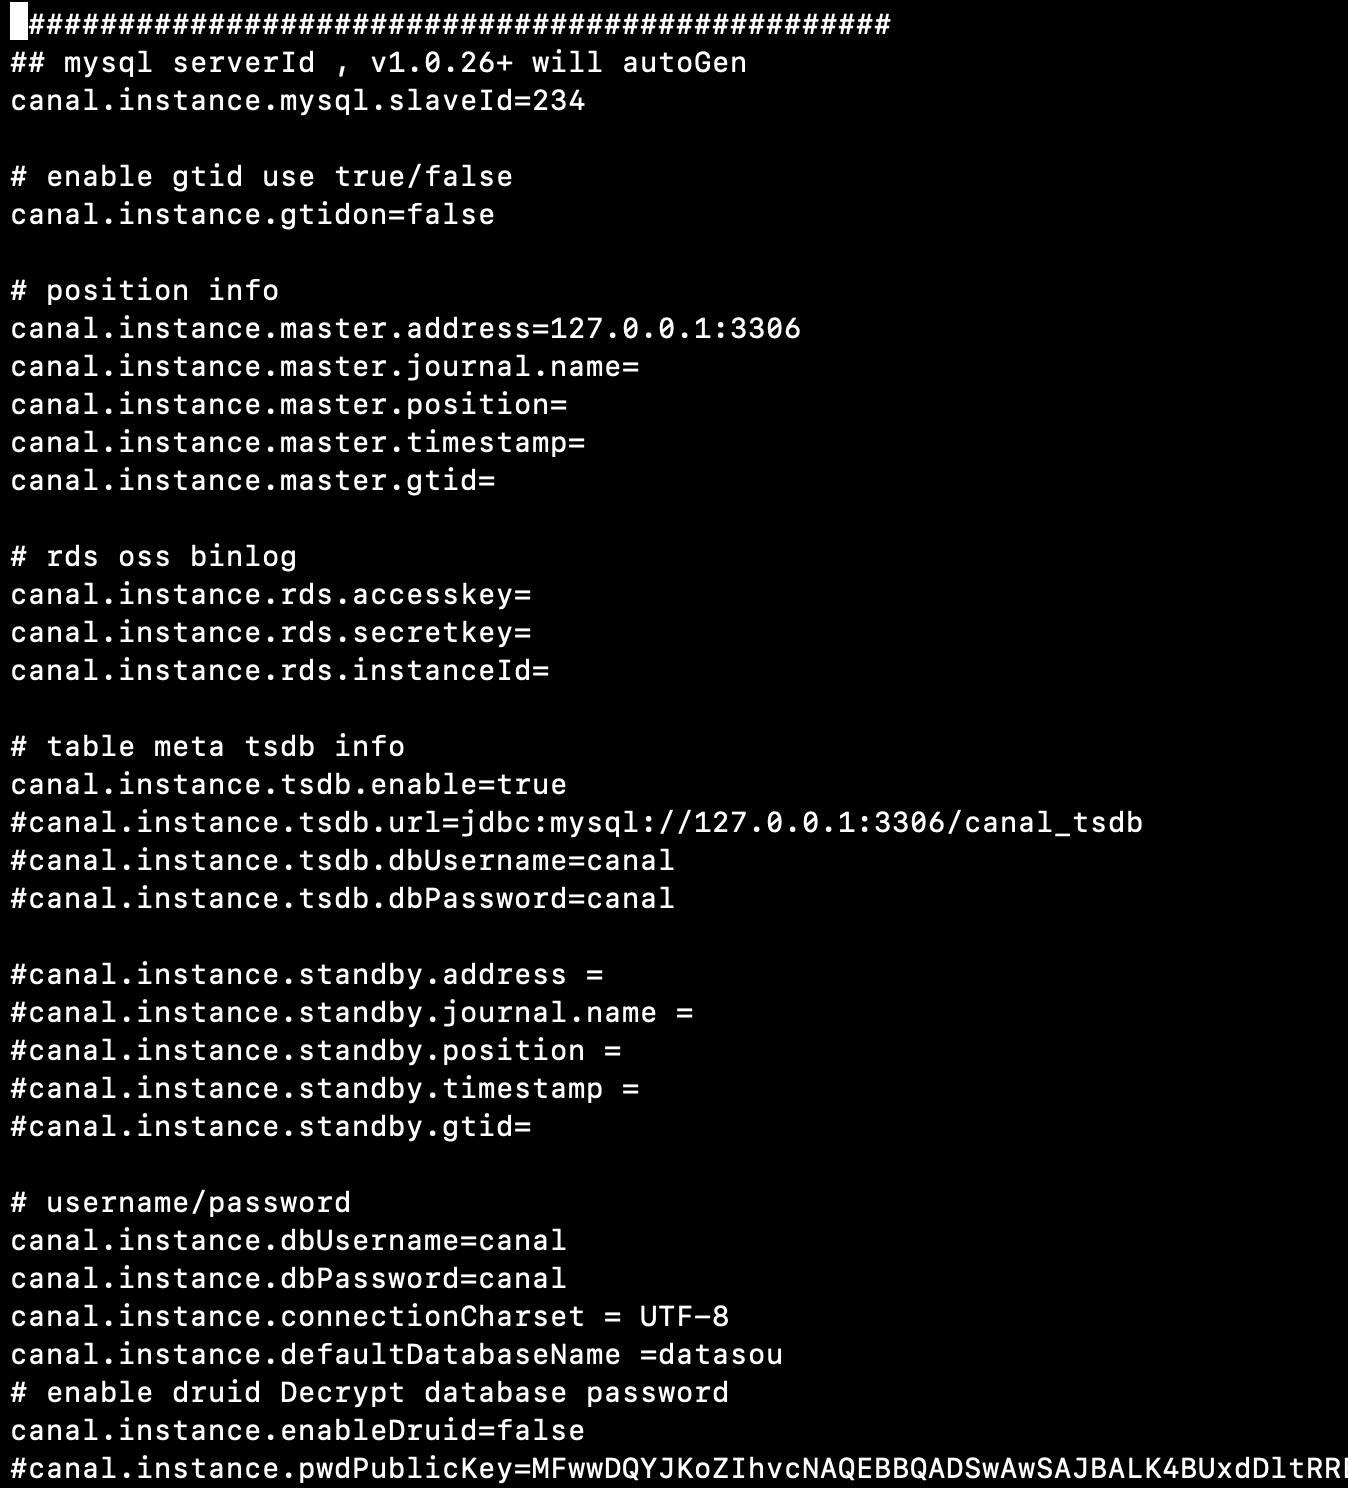 ################################################
## mysql serverId , v1.0.26+ will autoGen
canal.instance.mysql.slaveId=234
# enable gtid use true/false
canal.instance.gtidon=false
# position info
canal.instance.master.address=127.0.0.1:3306
canal.instance.master.journal.name=
canal.instance.master.position=
canal.instance.master.timestamp=
canal.instance.master.gtid=
# rds oss binlog
canal.instance.rds.accesskey=
canal.instance.rds.secretkey=
canal.instance.rds.instanceId=
# table meta tsdb info
canal.instance.tsdb.enable=true
#canal.instance.tsdb.url=jdbc:mysql://127.0.0.1:3306/canal_tsdb
#canal.instance.tsdb.dbUsername=canal
#canal.instance.tsdb.dbPassword=canal
#canal.instance.standby.address =
#canal.instance.standby.journal.name =
#canal.instance.standby.position =
#canal.instance.standby.timestamp =
#canal.instance.standby.gtid=
# username/password
canal.instance.dbUsername=canal
canal.instance.dbPassword=canal
canal.instance.connectionCharset = UTF-8
canal.instance.defaultDatabaseName =datasou
# enable druid Decrypt database password
canal.instance.enableDruid=false
#canal.instance.pwdPublicKey=MFwwDQYJKoZIhvcNAQEBBQADSwAwSAJBALK4BUxdDltRR